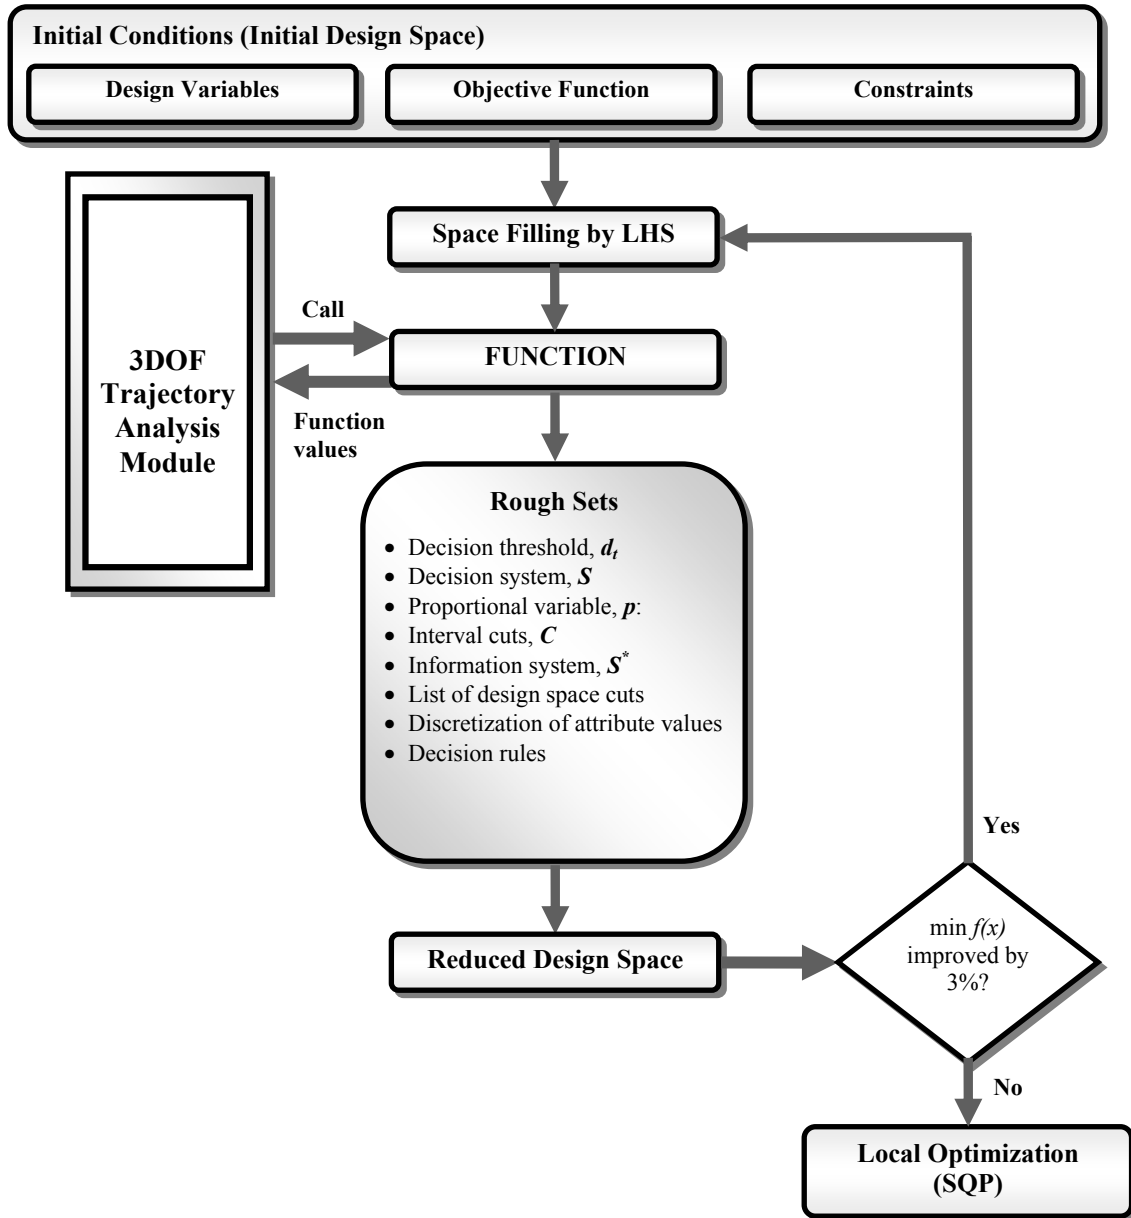 Initial Conditions (Initial Design Space)
Design Variables
Objective Function
Constraints
Space Filling by LHS
Call
FUNCTION
3DOF
Trajectory
Analysis
Module
Function
values
Rough Sets
• Decision threshold, dₜ
• Decision system, S
• Proportional variable, p:
• Interval cuts, C
• Information system, S*
• List of design space cuts
• Discretization of attribute values
• Decision rules
Yes
Reduced Design Space
min f(x)
improved by
3%?
No
Local Optimization
(SQP)